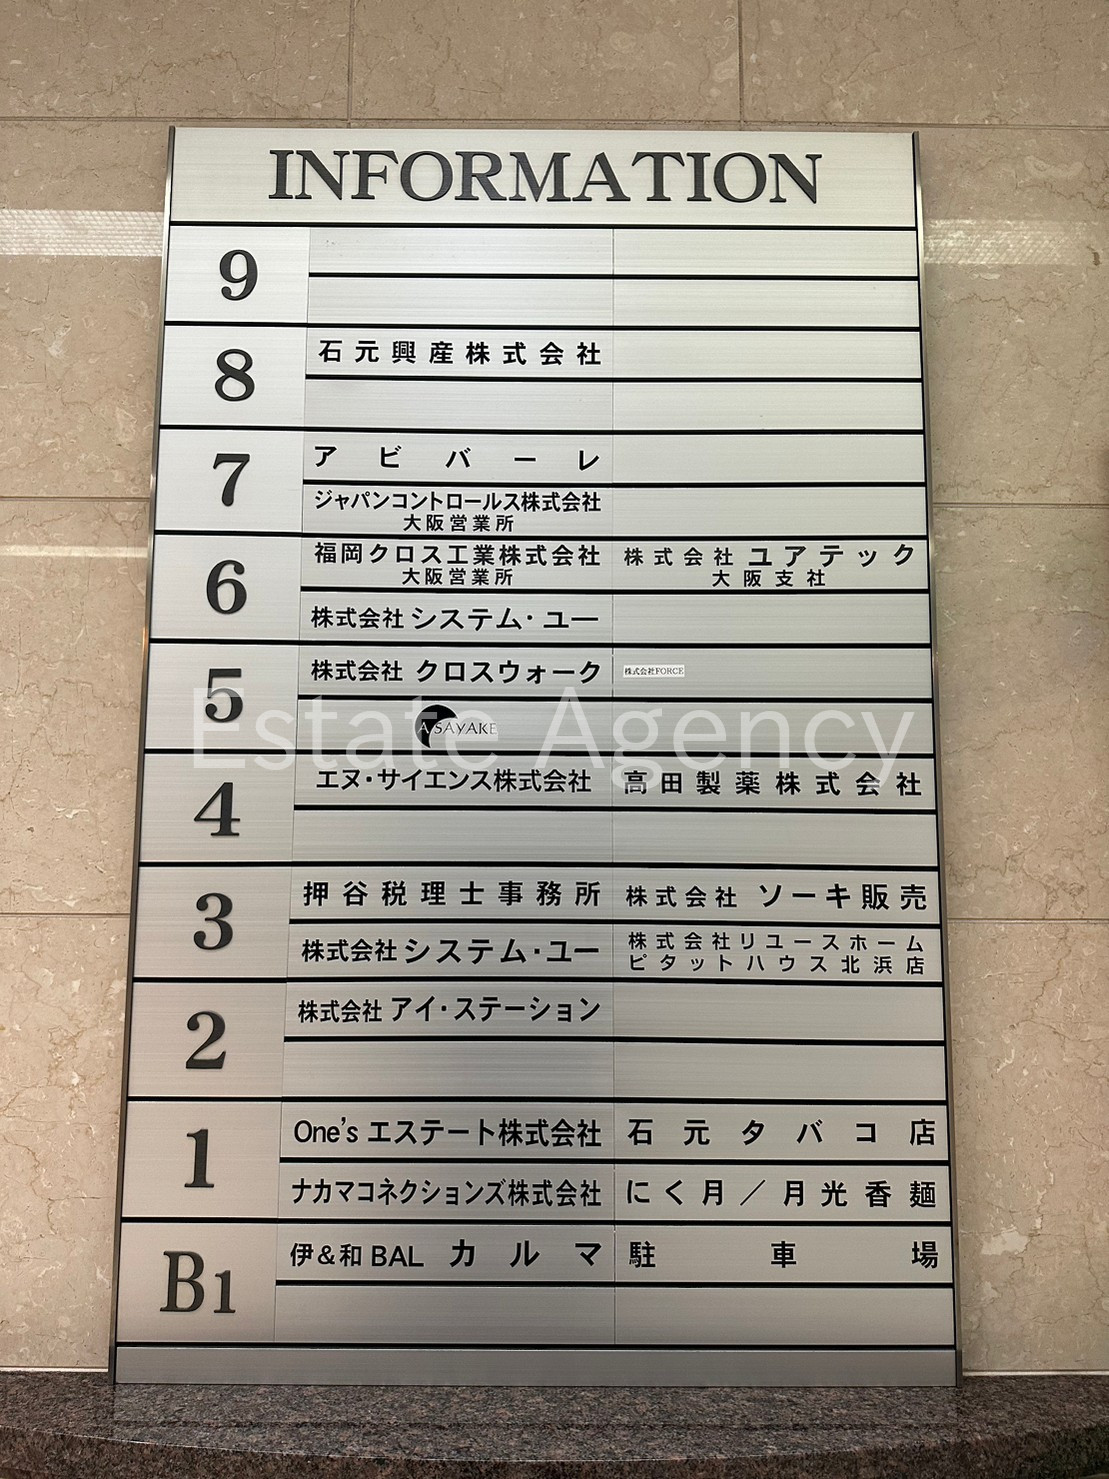 INFORMATION
9
8
石元興産株式会社
7
アビバーレ
ジャパンコントロールス株式会社
大阪営業所
6
福岡クロス工業株式会社
大阪営業所
株式会社 ユアテック
大阪支社
株式会社 システム・ユー
5
株式会社 クロスウォーク
株式会社FORCE
ASAYAKE
Estate Agency
4
エヌ・サイエンス株式会社
高田製薬株式会社
3
押谷税理士事務所
株式会社 ソーキ販売
株式会社 システム・ユー
株式会社リユースホーム
ピタットハウス北浜店
2
株式会社 アイ・ステーション
1
One's エステート株式会社
石元タバコ店
ナカマコネクションズ株式会社
にく月／月光香麺
B1
伊&和 BAL カルマ
駐車場